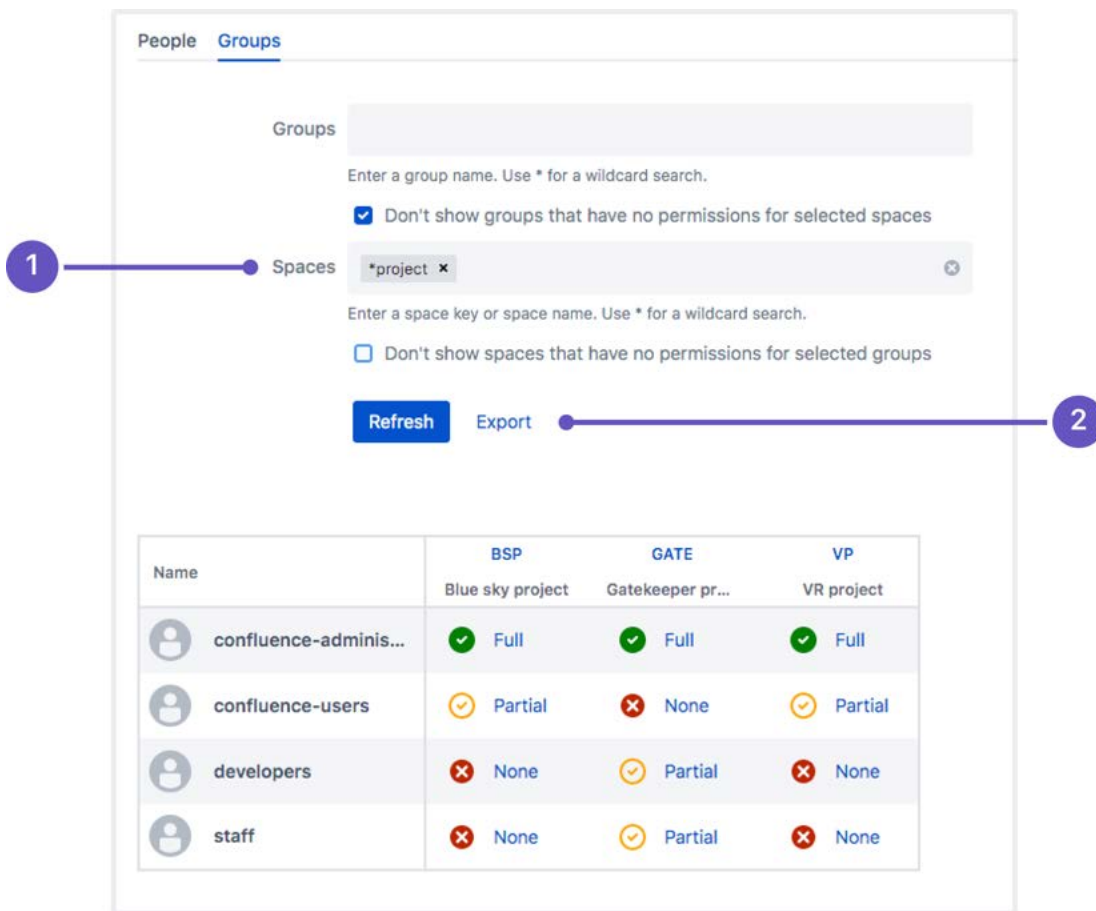 People Groups
Groups
Enter a group name. Use * for a wildcard search.
Don't show groups that have no permissions for selected spaces
1
Spaces *project ×
Enter a space key or space name. Use * for a wildcard search.
Don't show spaces that have no permissions for selected groups
Refresh Export
2
Name BSP GATE VP
Blue sky project Gatekeeper pr... VR project
confluence-adminis... Full Full Full
confluence-users Partial None Partial
developers None Partial None
staff None Partial None